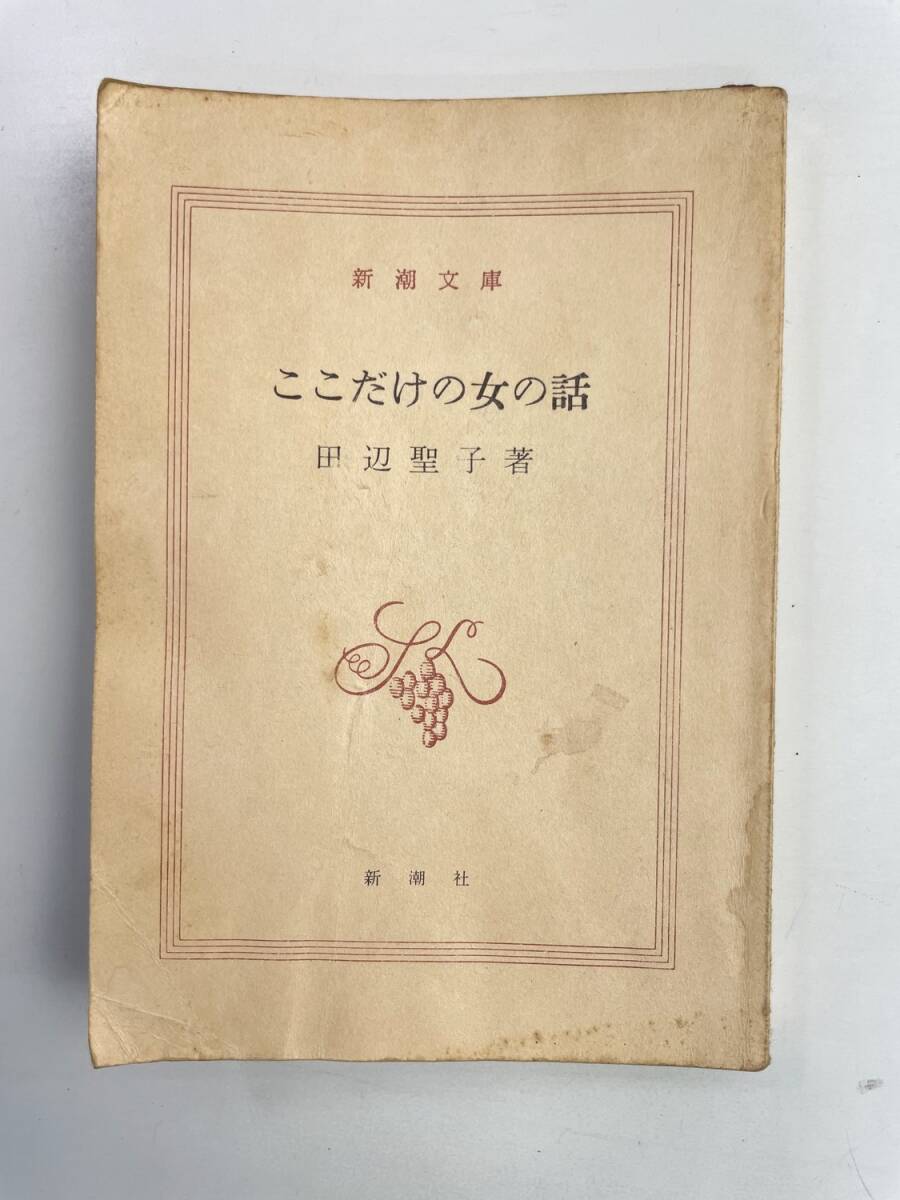 新潮文庫
ここだけの女の話
田辺聖子著
新潮社